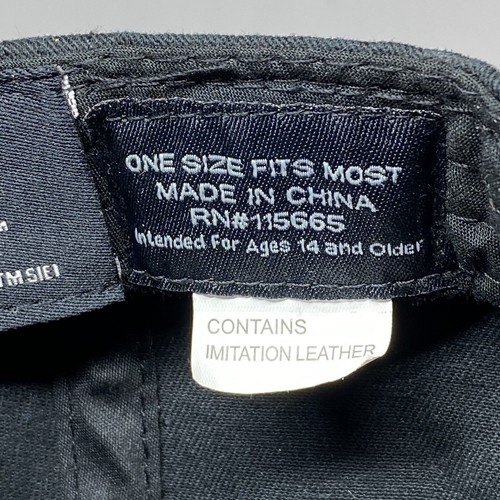 ONE SIZE FITS MOST
MADE IN CHINA
RN#115665
Intended For Ages 14 and Older
CONTAINS
IMITATION LEATHER